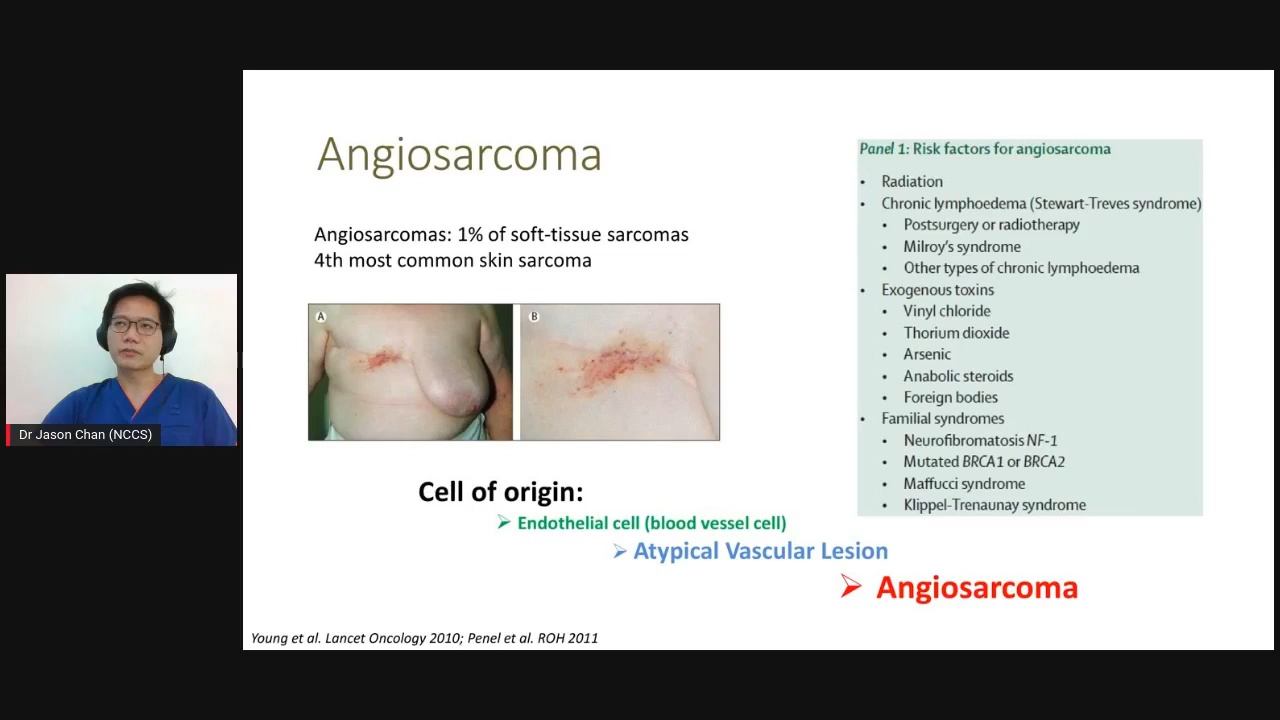 Angiosarcoma
Angiosarcomas: 1% of soft-tissue sarcomas
4th most common skin sarcoma
A
B
Cell of origin:
➢ Endothelial cell (blood vessel cell)
➢ Atypical Vascular Lesion
➢ Angiosarcoma
Young et al. Lancet Oncology 2010; Penel et al. ROH 2011
Panel 1: Risk factors for angiosarcoma
• Radiation
• Chronic lymphoedema (Stewart-Treves syndrome)
• Postsurgery or radiotherapy
• Milroy's syndrome
• Other types of chronic lymphoedema
• Exogenous toxins
• Vinyl chloride
• Thorium dioxide
• Arsenic
• Anabolic steroids
• Foreign bodies
• Familial syndromes
• Neurofibromatosis NF-1
• Mutated BRCA1 or BRCA2
• Maffucci syndrome
• Klippel-Trenaunay syndrome
Dr Jason Chan (NCCS)